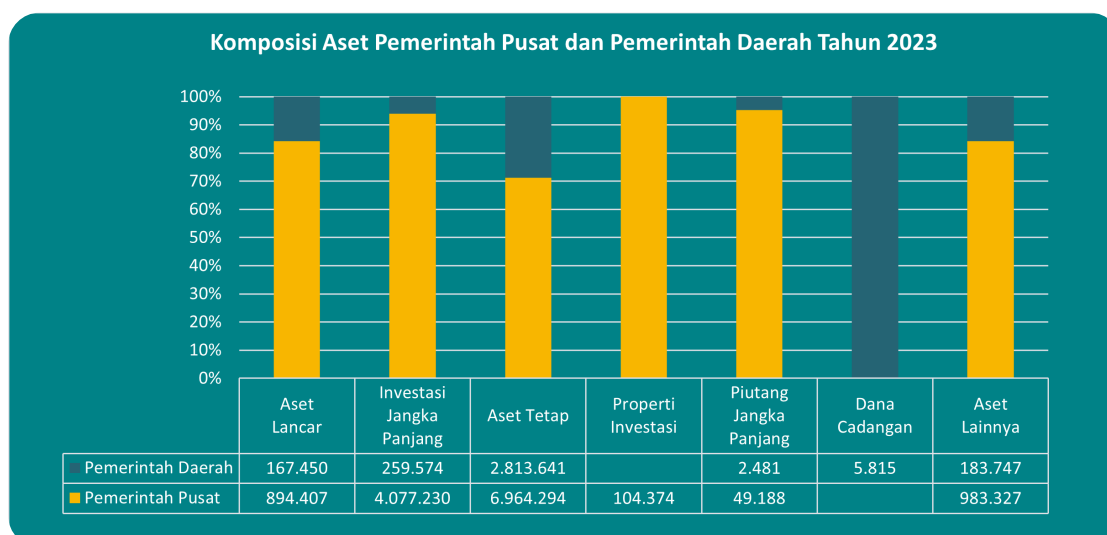 Komposisi Aset Pemerintah Pusat dan Pemerintah Daerah Tahun 2023
100%
90%
80%
70%
60%
50%
40%
30%
20%
10%
0%
Aset Lancar
Investasi Jangka Panjang
Aset Tetap
Properti Investasi
Piutang Jangka Panjang
Dana Cadangan
Aset Lainnya
Pemerintah Daerah 167.450 259.574 2.813.641 2.481 5.815 183.747
Pemerintah Pusat 894.407 4.077.230 6.964.294 104.374 49.188 983.327